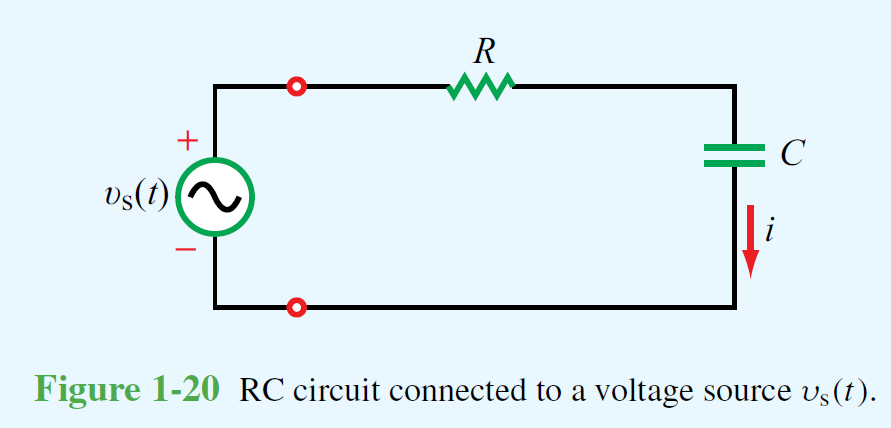 R
+
C
υs(t)
i
−
Figure 1-20 RC circuit connected to a voltage source υs(t).